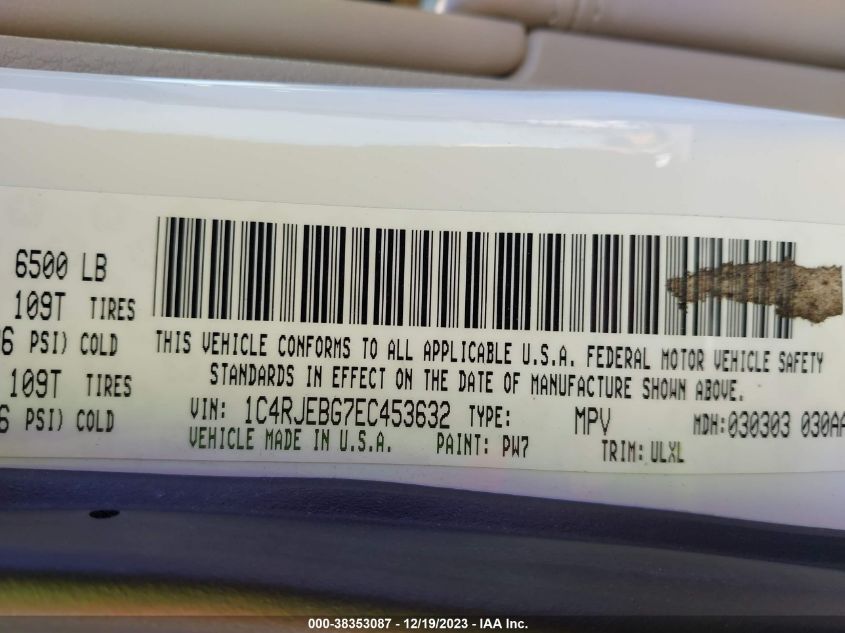 6500 LB
109T TIRES
6 PSI) COLD
109T TIRES
6 PSI) COLD
THIS VEHICLE CONFORMS TO ALL APPLICABLE U.S.A. FEDERAL MOTOR VEHICLE SAFETY
STANDARDS IN EFFECT ON THE DATE OF MANUFACTURE SHOWN ABOVE.
VIN: 1C4RJEBG7EC453632 TYPE: MPV MDH:030303 030AA
VEHICLE MADE IN U.S.A. PAINT: PW7 TRIM: ULXL
000-38353087 - 12/19/2023 - IAA Inc.